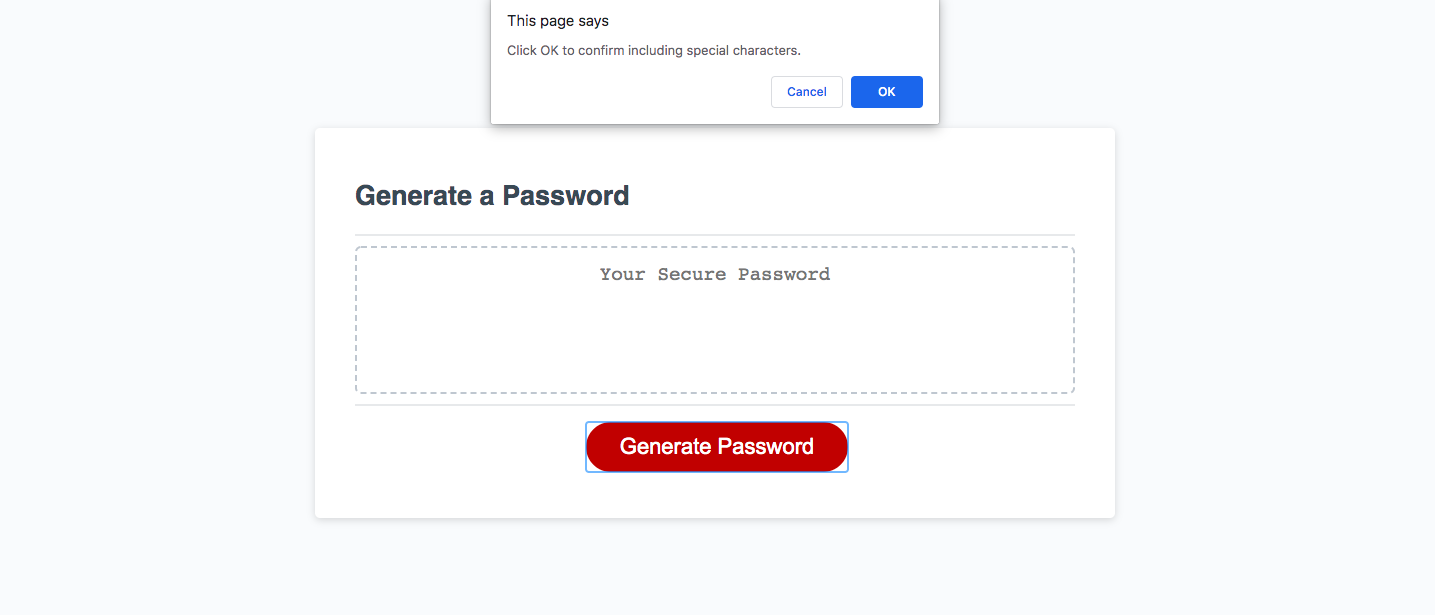 This page says
Click OK to confirm including special characters.
Cancel OK
Generate a Password
Your Secure Password
Generate Password